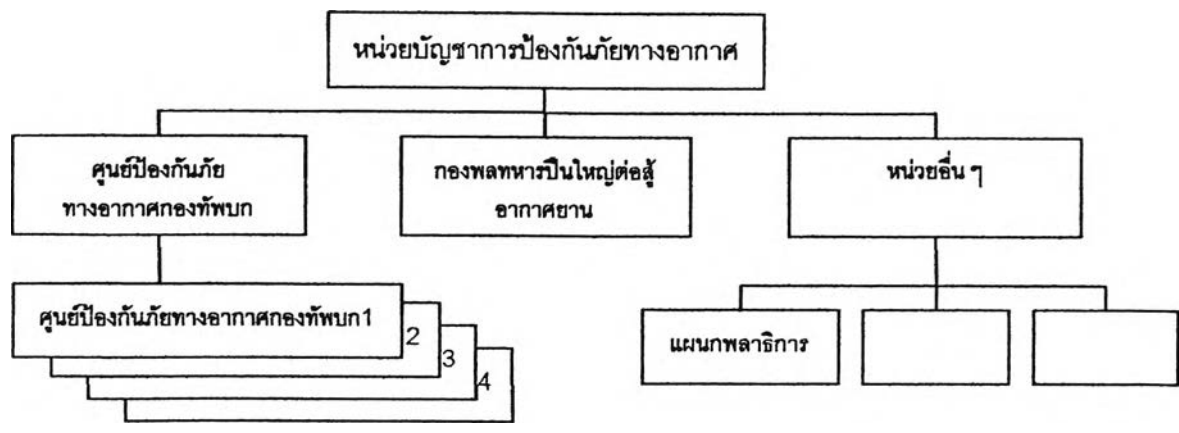 หน่วยบัญชาการป้องกันภัยทางอากาศ
ศูนย์ป้องกันภัย
ทางอากาศกองทัพบก
กองพลทหารปืนใหญ่ต่อสู้
อากาศยาน
หน่วยอื่น ๆ
ศูนย์ป้องกันภัยทางอากาศกองทัพบก1
2
3
4
แผนกพลาธิการ